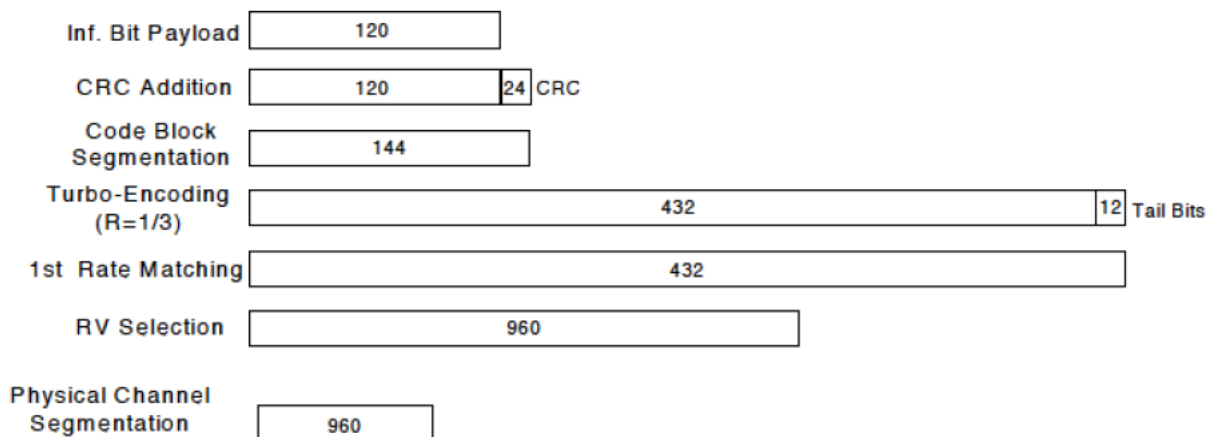 Inf. Bit Payload 120
CRC Addition 120 24 CRC
Code Block
Segmentation 144
Turbo-Encoding
(R=1/3) 432 12 Tail Bits
1st Rate Matching 432
RV Selection 960
Physical Channel
Segmentation 960